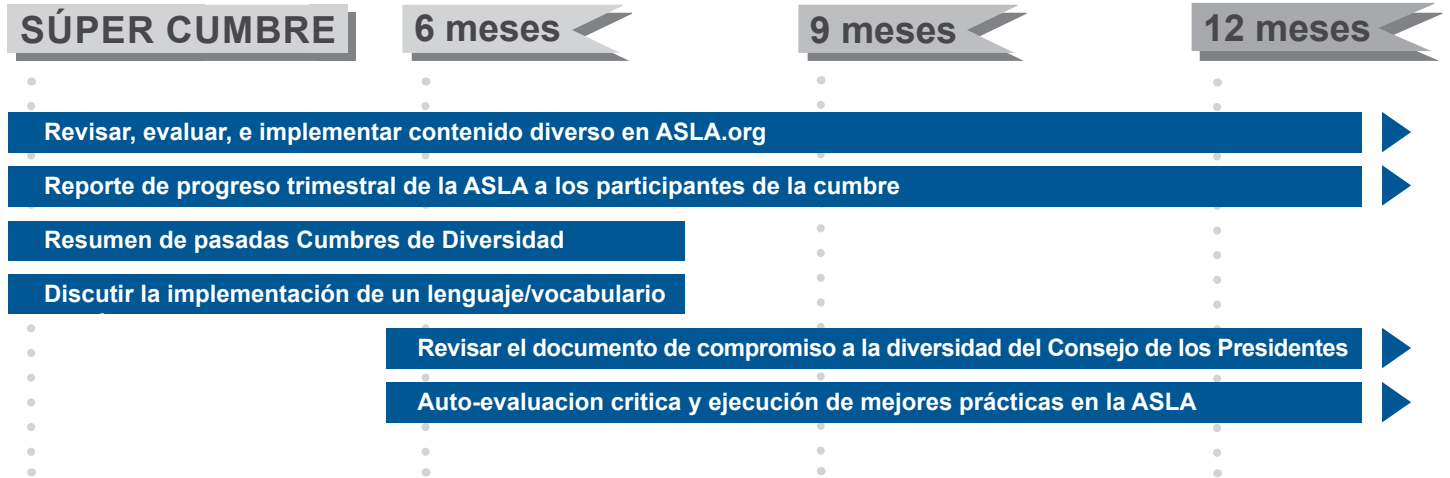 SÚPER CUMBRE
6 meses
9 meses
12 meses
Revisar, evaluar, e implementar contenido diverso en ASLA.org
Reporte de progreso trimestral de la ASLA a los participantes de la cumbre
Resumen de pasadas Cumbres de Diversidad
Discutir la implementación de un lenguaje/vocabulario
Revisar el documento de compromiso a la diversidad del Consejo de los Presidentes
Auto-evaluacion critica y ejecución de mejores prácticas en la ASLA